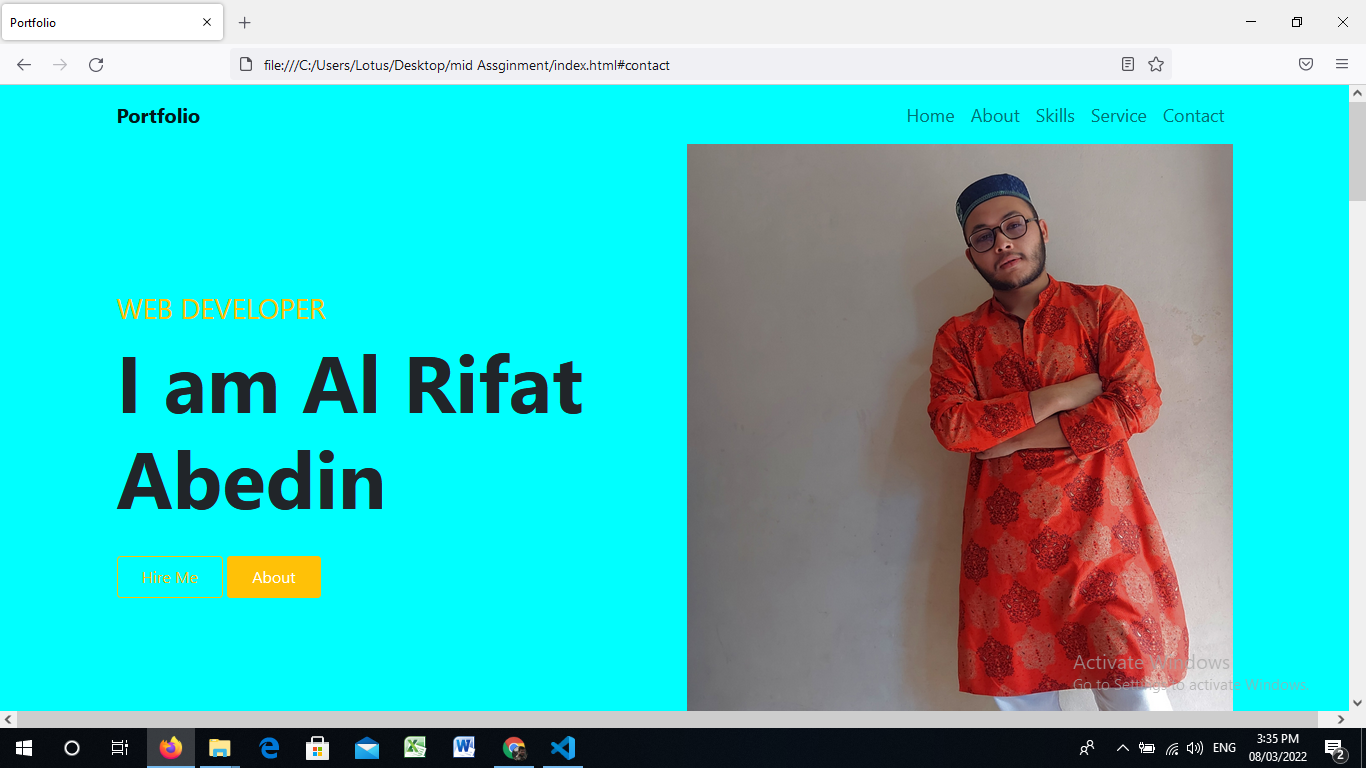 Portfolio
file:///C:/Users/Lotus/Desktop/mid Assginment/index.html#contact
Portfolio
Home About Skills Service Contact
WEB DEVELOPER
I am Al Rifat
Abedin
Hire Me About
Activate Windows
Go to Settings to activate Windows.
ENG
3:35 PM
08/03/2022
2